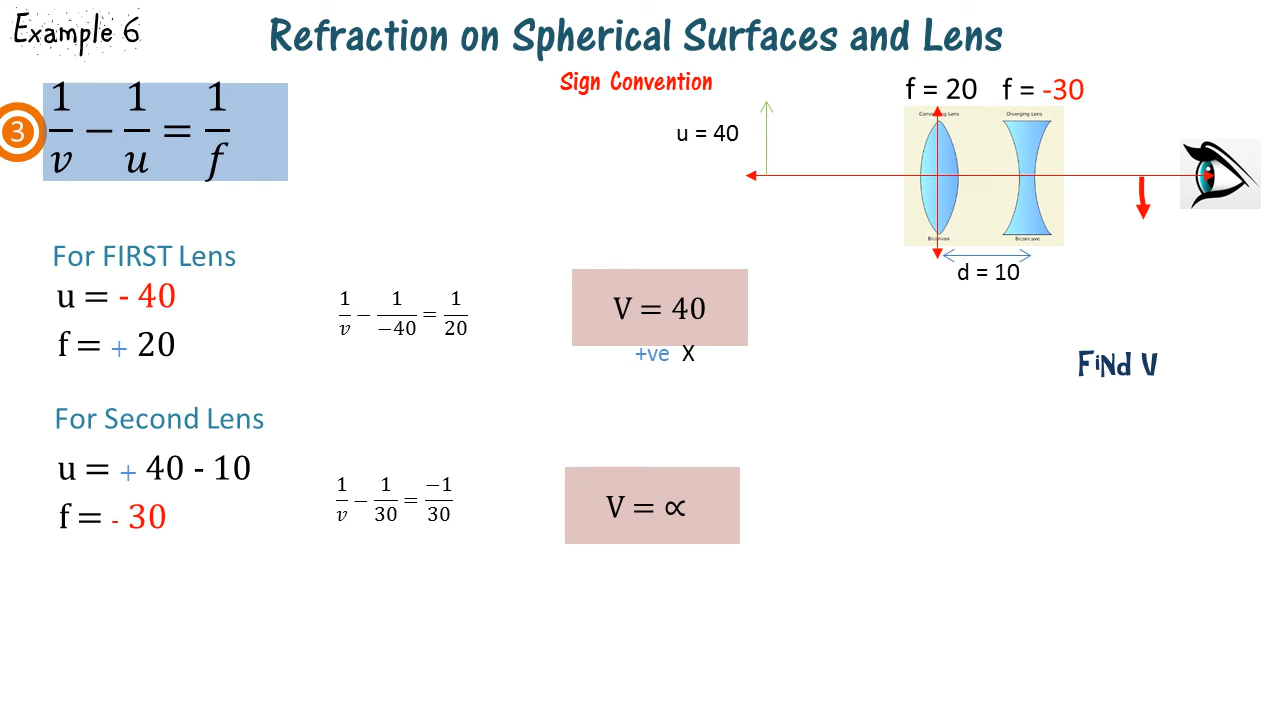 Example 6
Refraction on Spherical Surfaces and Lens
Sign Convention
3
1/v − 1/u = 1/f
f = 20 f = -30
u = 40
Converging Lens Diverging Lens
Biconvex Biconcave
d = 10
For FIRST Lens
u = - 40
f = + 20
1/v − 1/−40 = 1/20
V = 40
+ve X
FiNd V
For Second Lens
u = + 40 - 10
f = - 30
1/v − 1/30 = −1/30
V = ∝